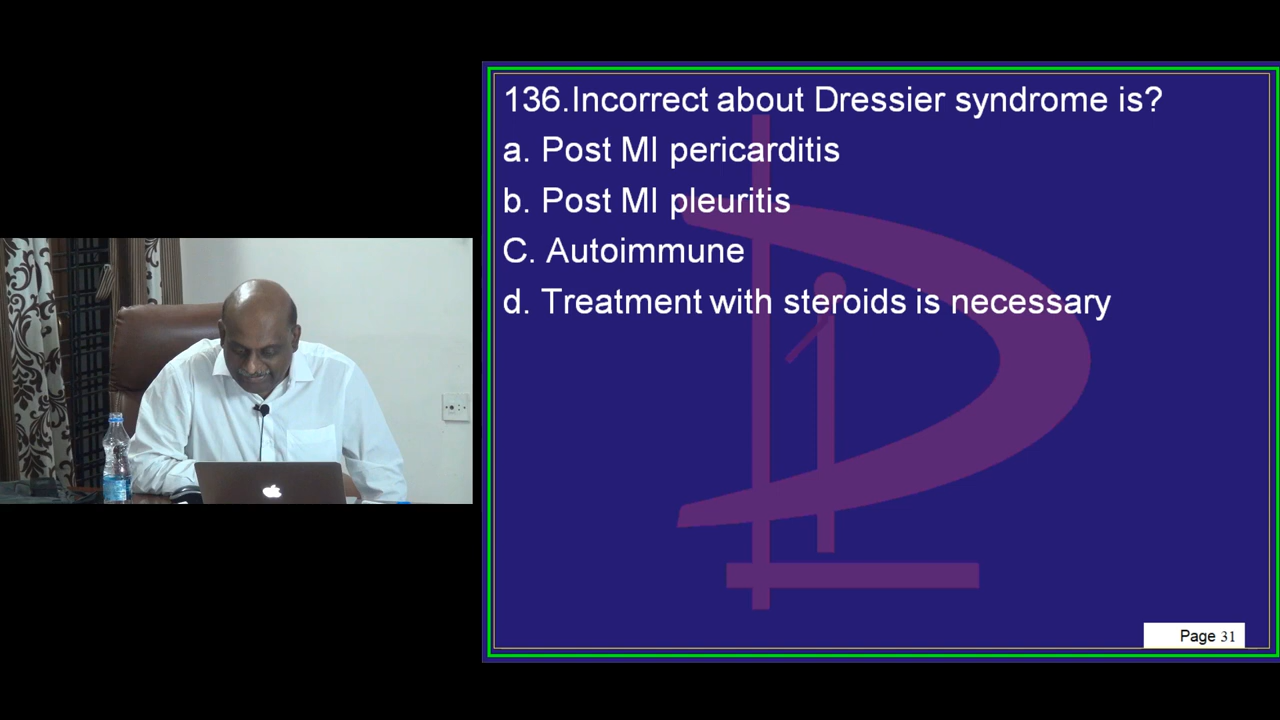 136.Incorrect about Dressier syndrome is?
a. Post MI pericarditis
b. Post MI pleuritis
C. Autoimmune
d. Treatment with steroids is necessary
Page 31